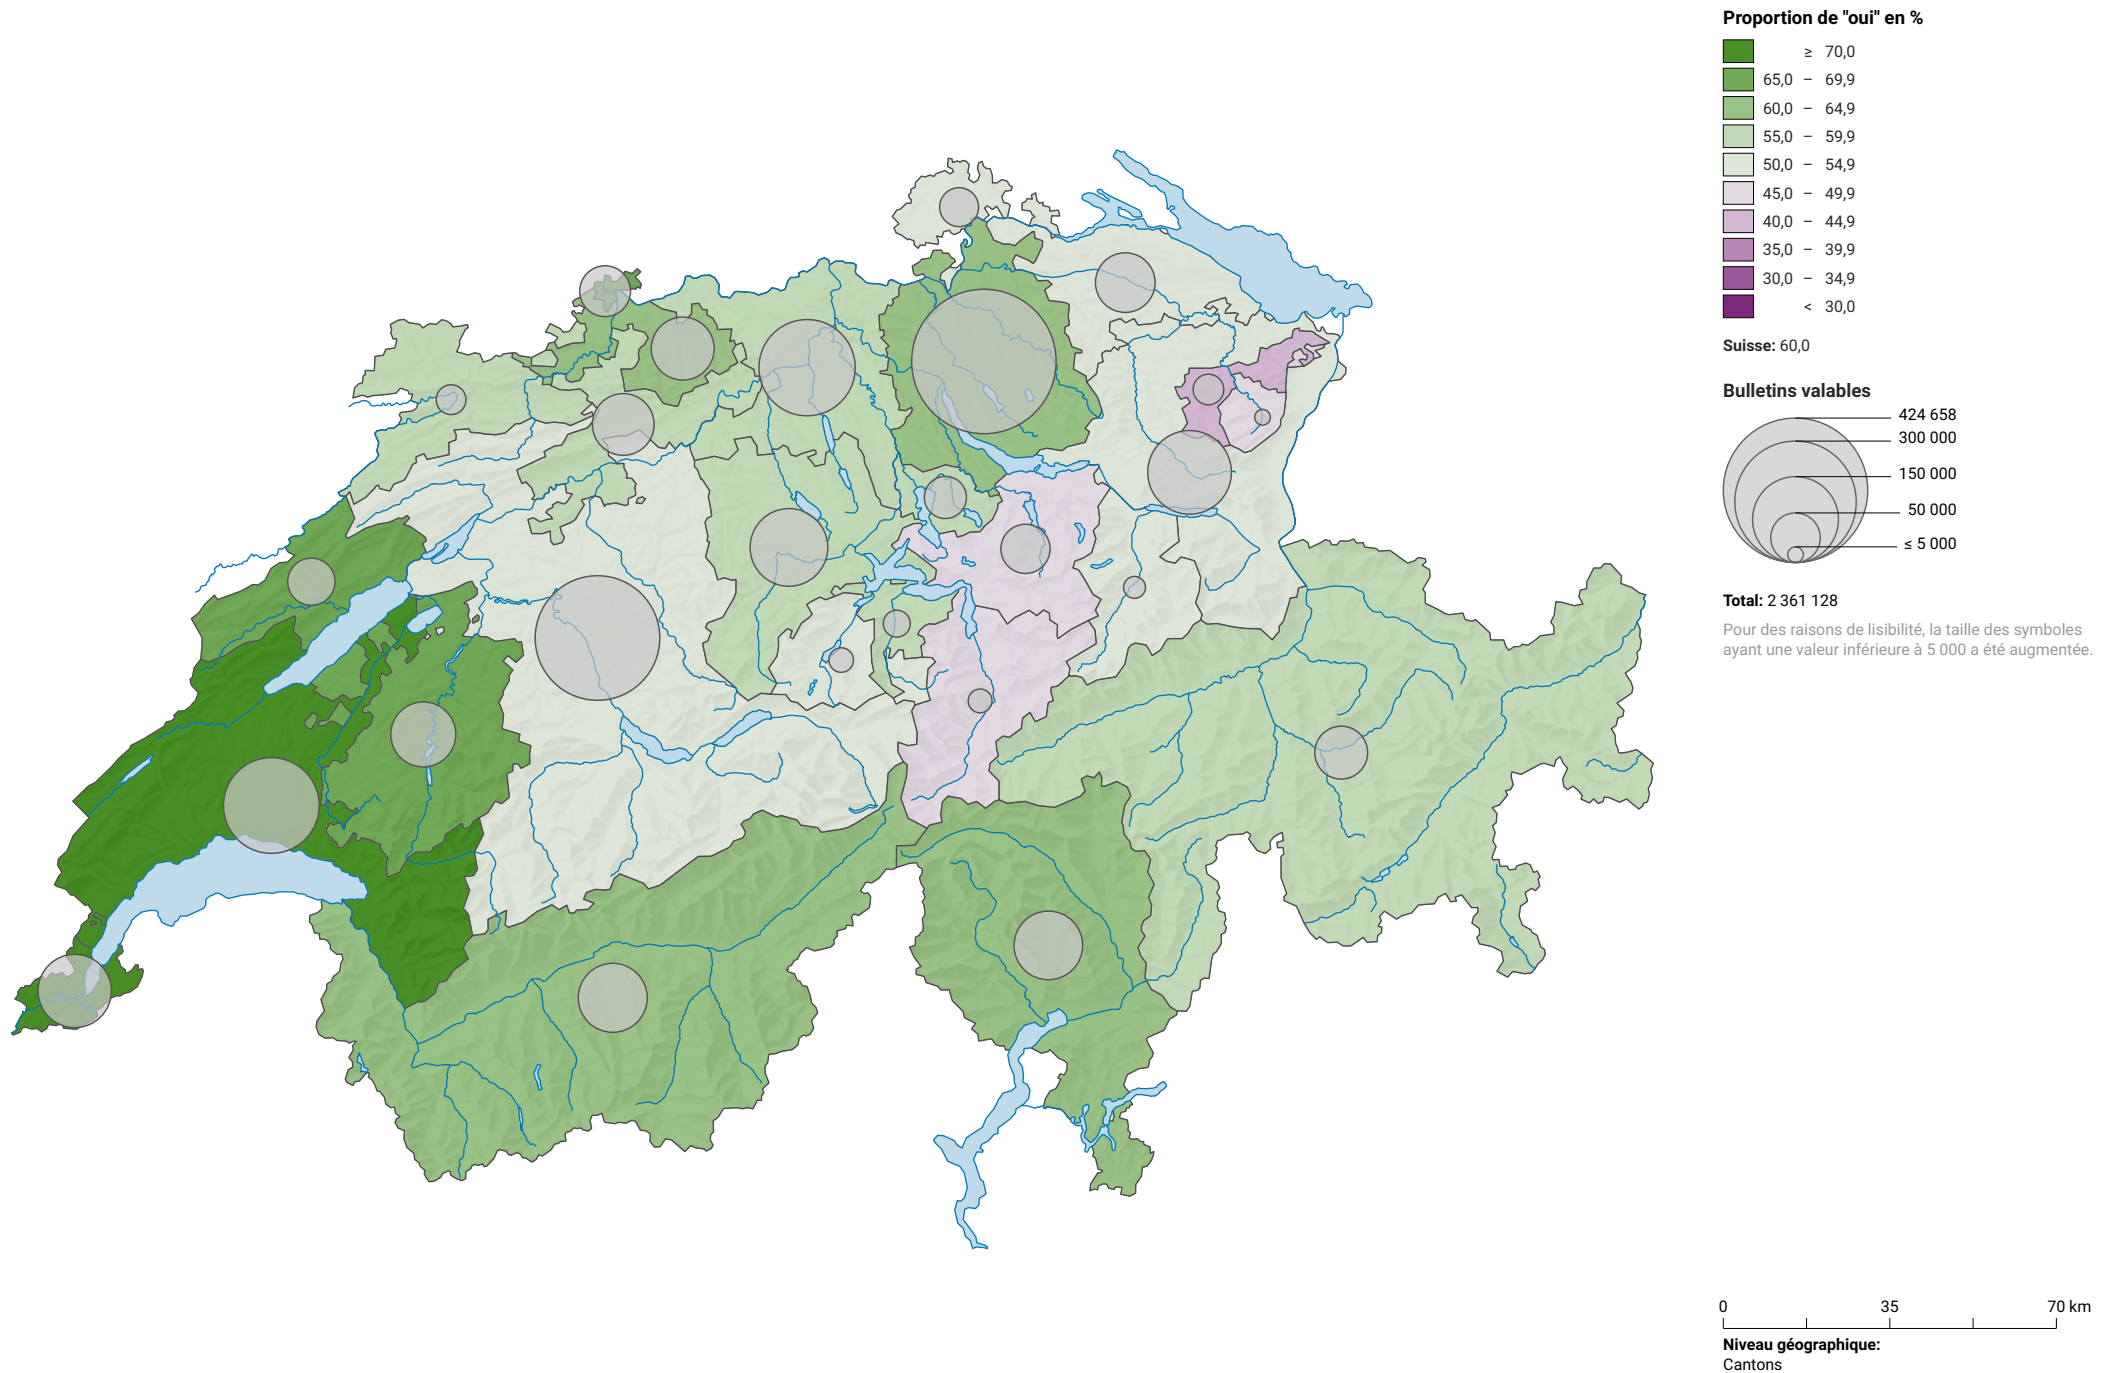 Proportion de "oui" en %
≥ 70,0
65,0 – 69,9
60,0 – 64,9
55,0 – 59,9
50,0 – 54,9
45,0 – 49,9
40,0 – 44,9
35,0 – 39,9
30,0 – 34,9
< 30,0
Suisse: 60,0
Bulletins valables
424 658
300 000
150 000
50 000
≤ 5 000
Total: 2 361 128
Pour des raisons de lisibilité, la taille des symboles
ayant une valeur inférieure à 5 000 a été augmentée.
0 35 70 km
Niveau géographique:
Cantons